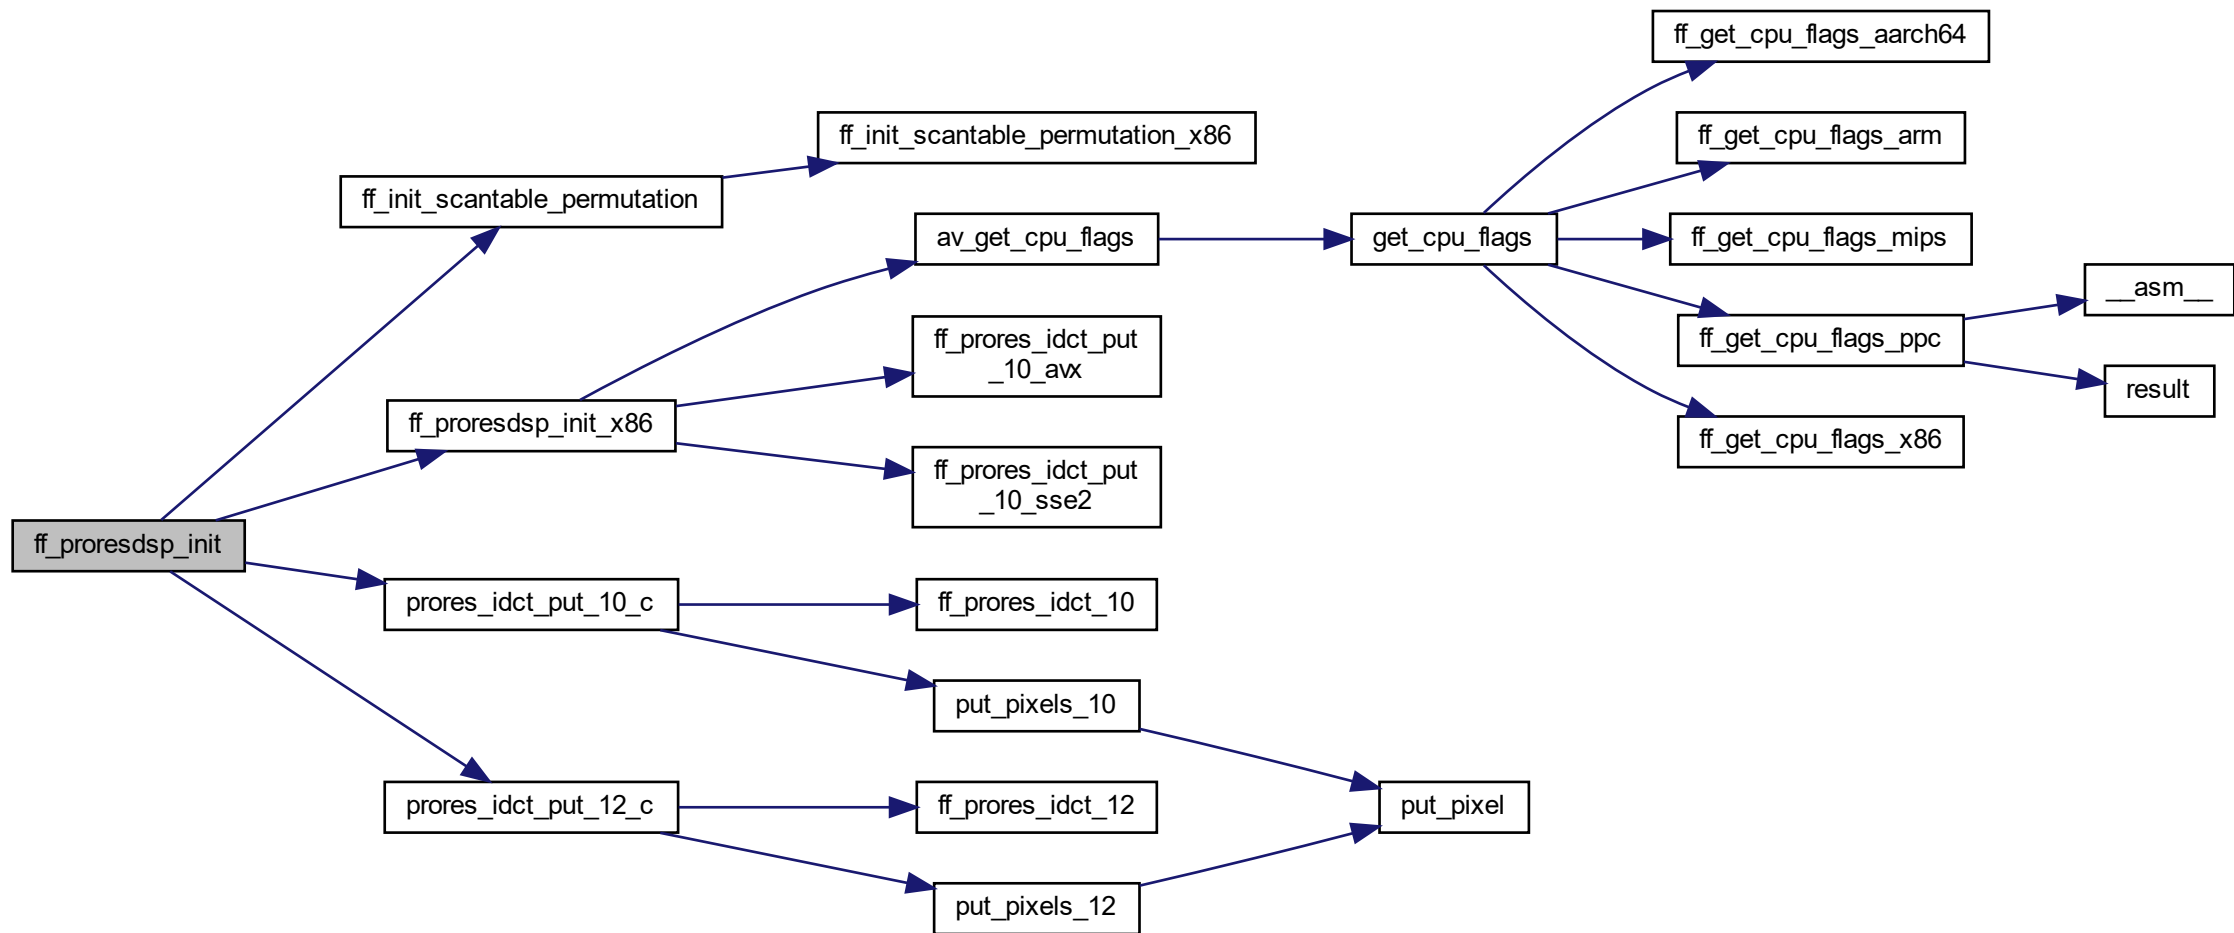 ff_get_cpu_flags_aarch64
ff_init_scantable_permutation_x86
ff_get_cpu_flags_arm
ff_init_scantable_permutation
av_get_cpu_flags
get_cpu_flags
ff_get_cpu_flags_mips
__asm__
ff_prores_idct_put
_10_avx
ff_get_cpu_flags_ppc
result
ff_proresdsp_init_x86
ff_get_cpu_flags_x86
ff_prores_idct_put
_10_sse2
ff_proresdsp_init
prores_idct_put_10_c
ff_prores_idct_10
put_pixels_10
prores_idct_put_12_c
ff_prores_idct_12
put_pixel
put_pixels_12